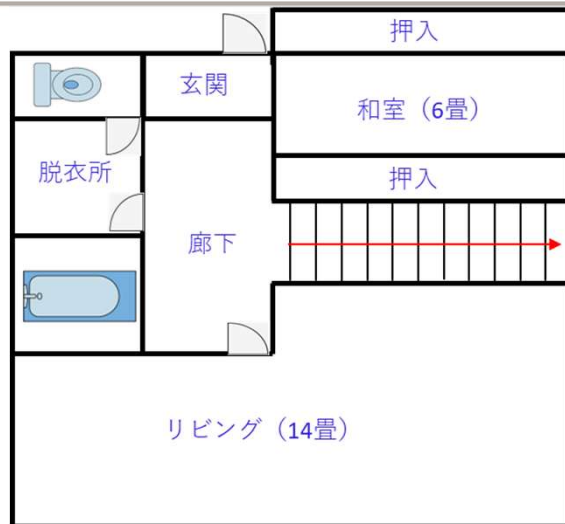 押入
玄関
和室（6畳）
脱衣所
押入
廊下
リビング（14畳）